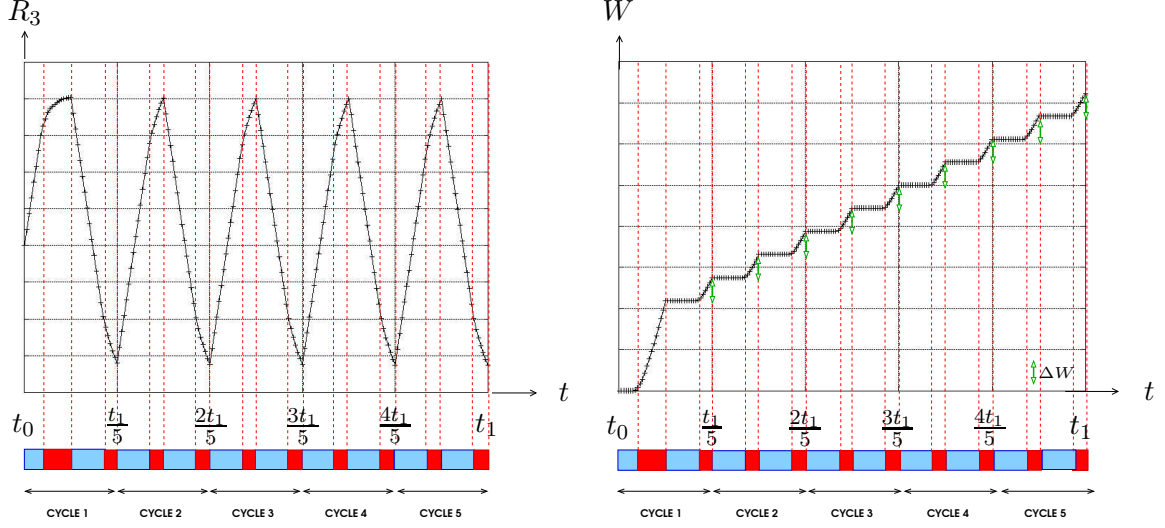 R₃
t
t₀ t₁/5 2t₁/5 3t₁/5 4t₁/5 t₁
CYCLE 1 CYCLE 2 CYCLE 3 CYCLE 4 CYCLE 5
W
ΔW
t
t₀ t₁/5 2t₁/5 3t₁/5 4t₁/5 t₁
CYCLE 1 CYCLE 2 CYCLE 3 CYCLE 4 CYCLE 5